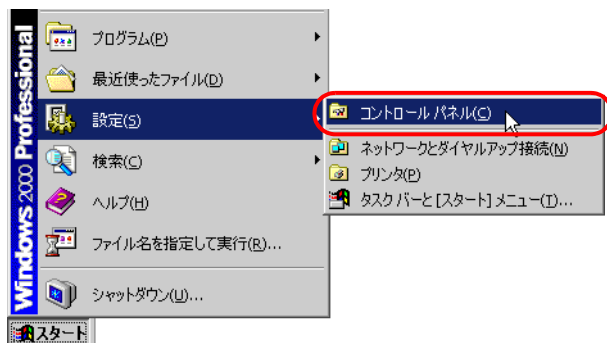 Windows 2000 Professional
プログラム(P)
最近使ったファイル(D)
設定(S)
検索(C)
ヘルプ(H)
ファイル名を指定して実行(R)...
シャットダウン(U)...
コントロール パネル(C)
ネットワークとダイヤルアップ接続(N)
プリンタ(P)
タスク バーと [スタート] メニュー(T)...
スタート